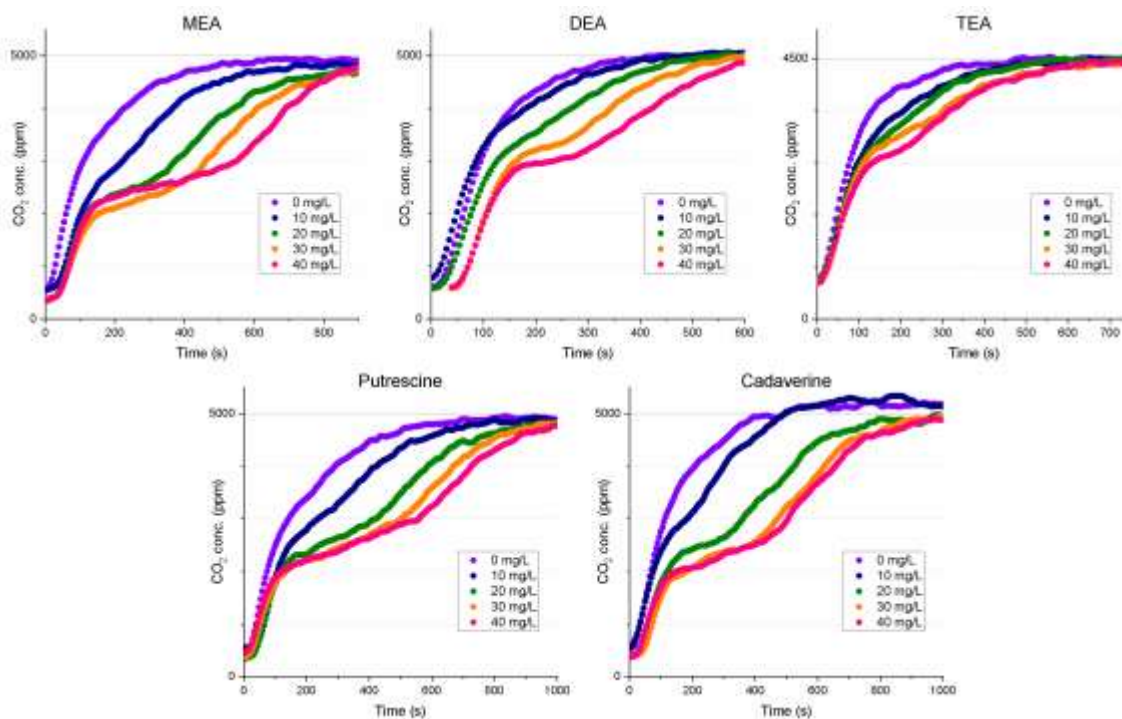 MEA
5000
CO2 conc. (ppm)
0 mg/L
10 mg/L
20 mg/L
30 mg/L
40 mg/L
0
0 200 400 600 800
Time (s)
DEA
5000
CO2 conc. (ppm)
0 mg/L
10 mg/L
20 mg/L
30 mg/L
40 mg/L
0
0 100 200 300 400 500 600
Time (s)
TEA
4500
CO2 conc. (ppm)
0 mg/L
10 mg/L
20 mg/L
30 mg/L
40 mg/L
0
0 100 200 300 400 500 600 700
Time (s)
Putrescine
5000
CO2 conc. (ppm)
0 mg/L
10 mg/L
20 mg/L
30 mg/L
40 mg/L
0
0 200 400 600 800 1000
Time (s)
Cadaverine
5000
CO2 conc. (ppm)
0 mg/L
10 mg/L
20 mg/L
30 mg/L
40 mg/L
0
0 200 400 600 800 1000
Time (s)